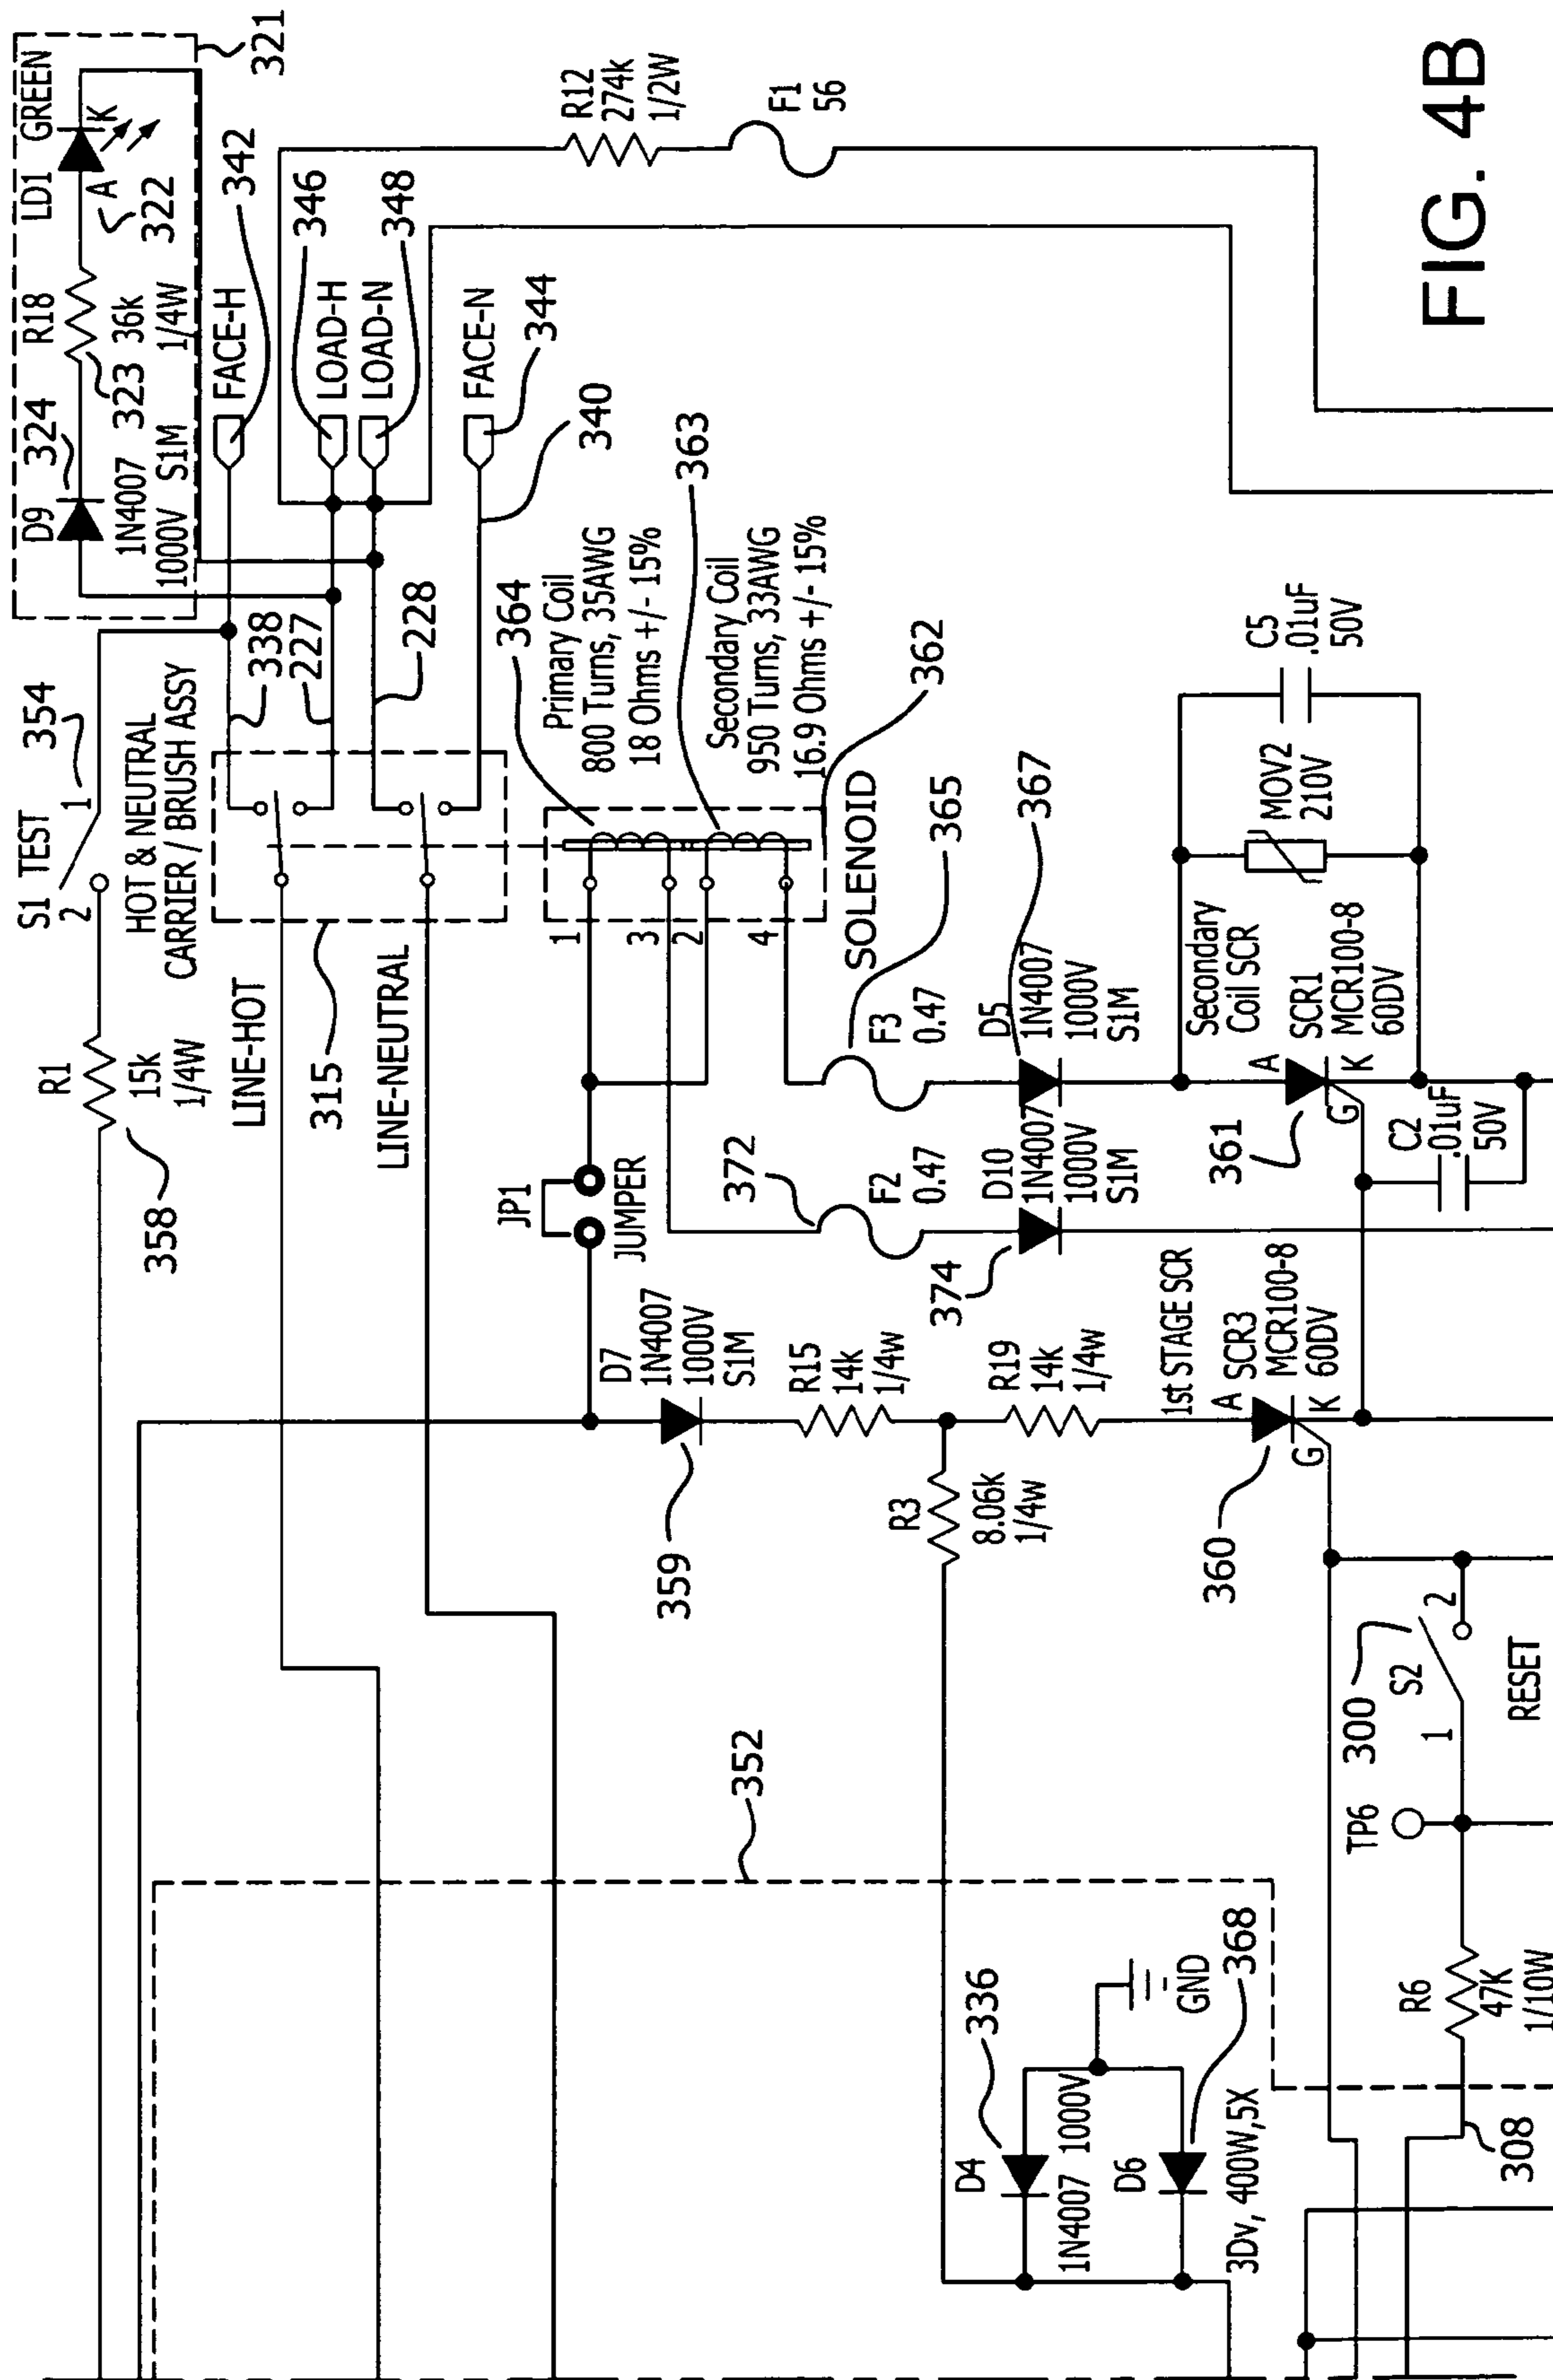 D9
324
1N4007
1000V S1M
R18
323
36k
1/4W
LD1
GREEN
A
K
322
321
S1 TEST
2
1
354
HOT & NEUTRAL
CARRIER / BRUSH ASSY
R1
15k
1/4W
358
FACE-H
342
LOAD-H
346
LOAD-N
348
FACE-N
344
340
338
227
228
LINE-HOT
315
LINE-NEUTRAL
R12
274k
1/2W
F1
56
364
Primary Coil
800 Turns, 35AWG
18 Ohms +/- 15%
363
Secondary Coil
950 Turns, 33AWG
16.9 Ohms +/- 15%
362
1
3
2
4
SOLENOID
JP1
JUMPER
365
F3
0.47
372
F2
0.47
D7
1N4007
1000V
S1M
359
R15
14k
1/4w
R19
14k
1/4w
R3
8.06k
1/4w
D5
367
1N4007
1000V
S1M
D10
1N4007
1000V
S1M
374
1st STAGE SCR
A
SCR3
MCR100-8
60DV
K
G
360
Secondary
Coil SCR
A
SCR1
MCR100-8
60DV
K
G
361
MOV2
210V
C5
.01uF
50V
C2
.01uF
50V
352
D4
336
1N4007 1000V
D6
368
3Dv, 400W,5X
GND
300
S2
1
2
RESET
TP6
R6
47K
1/10W
308
FIG. 4B